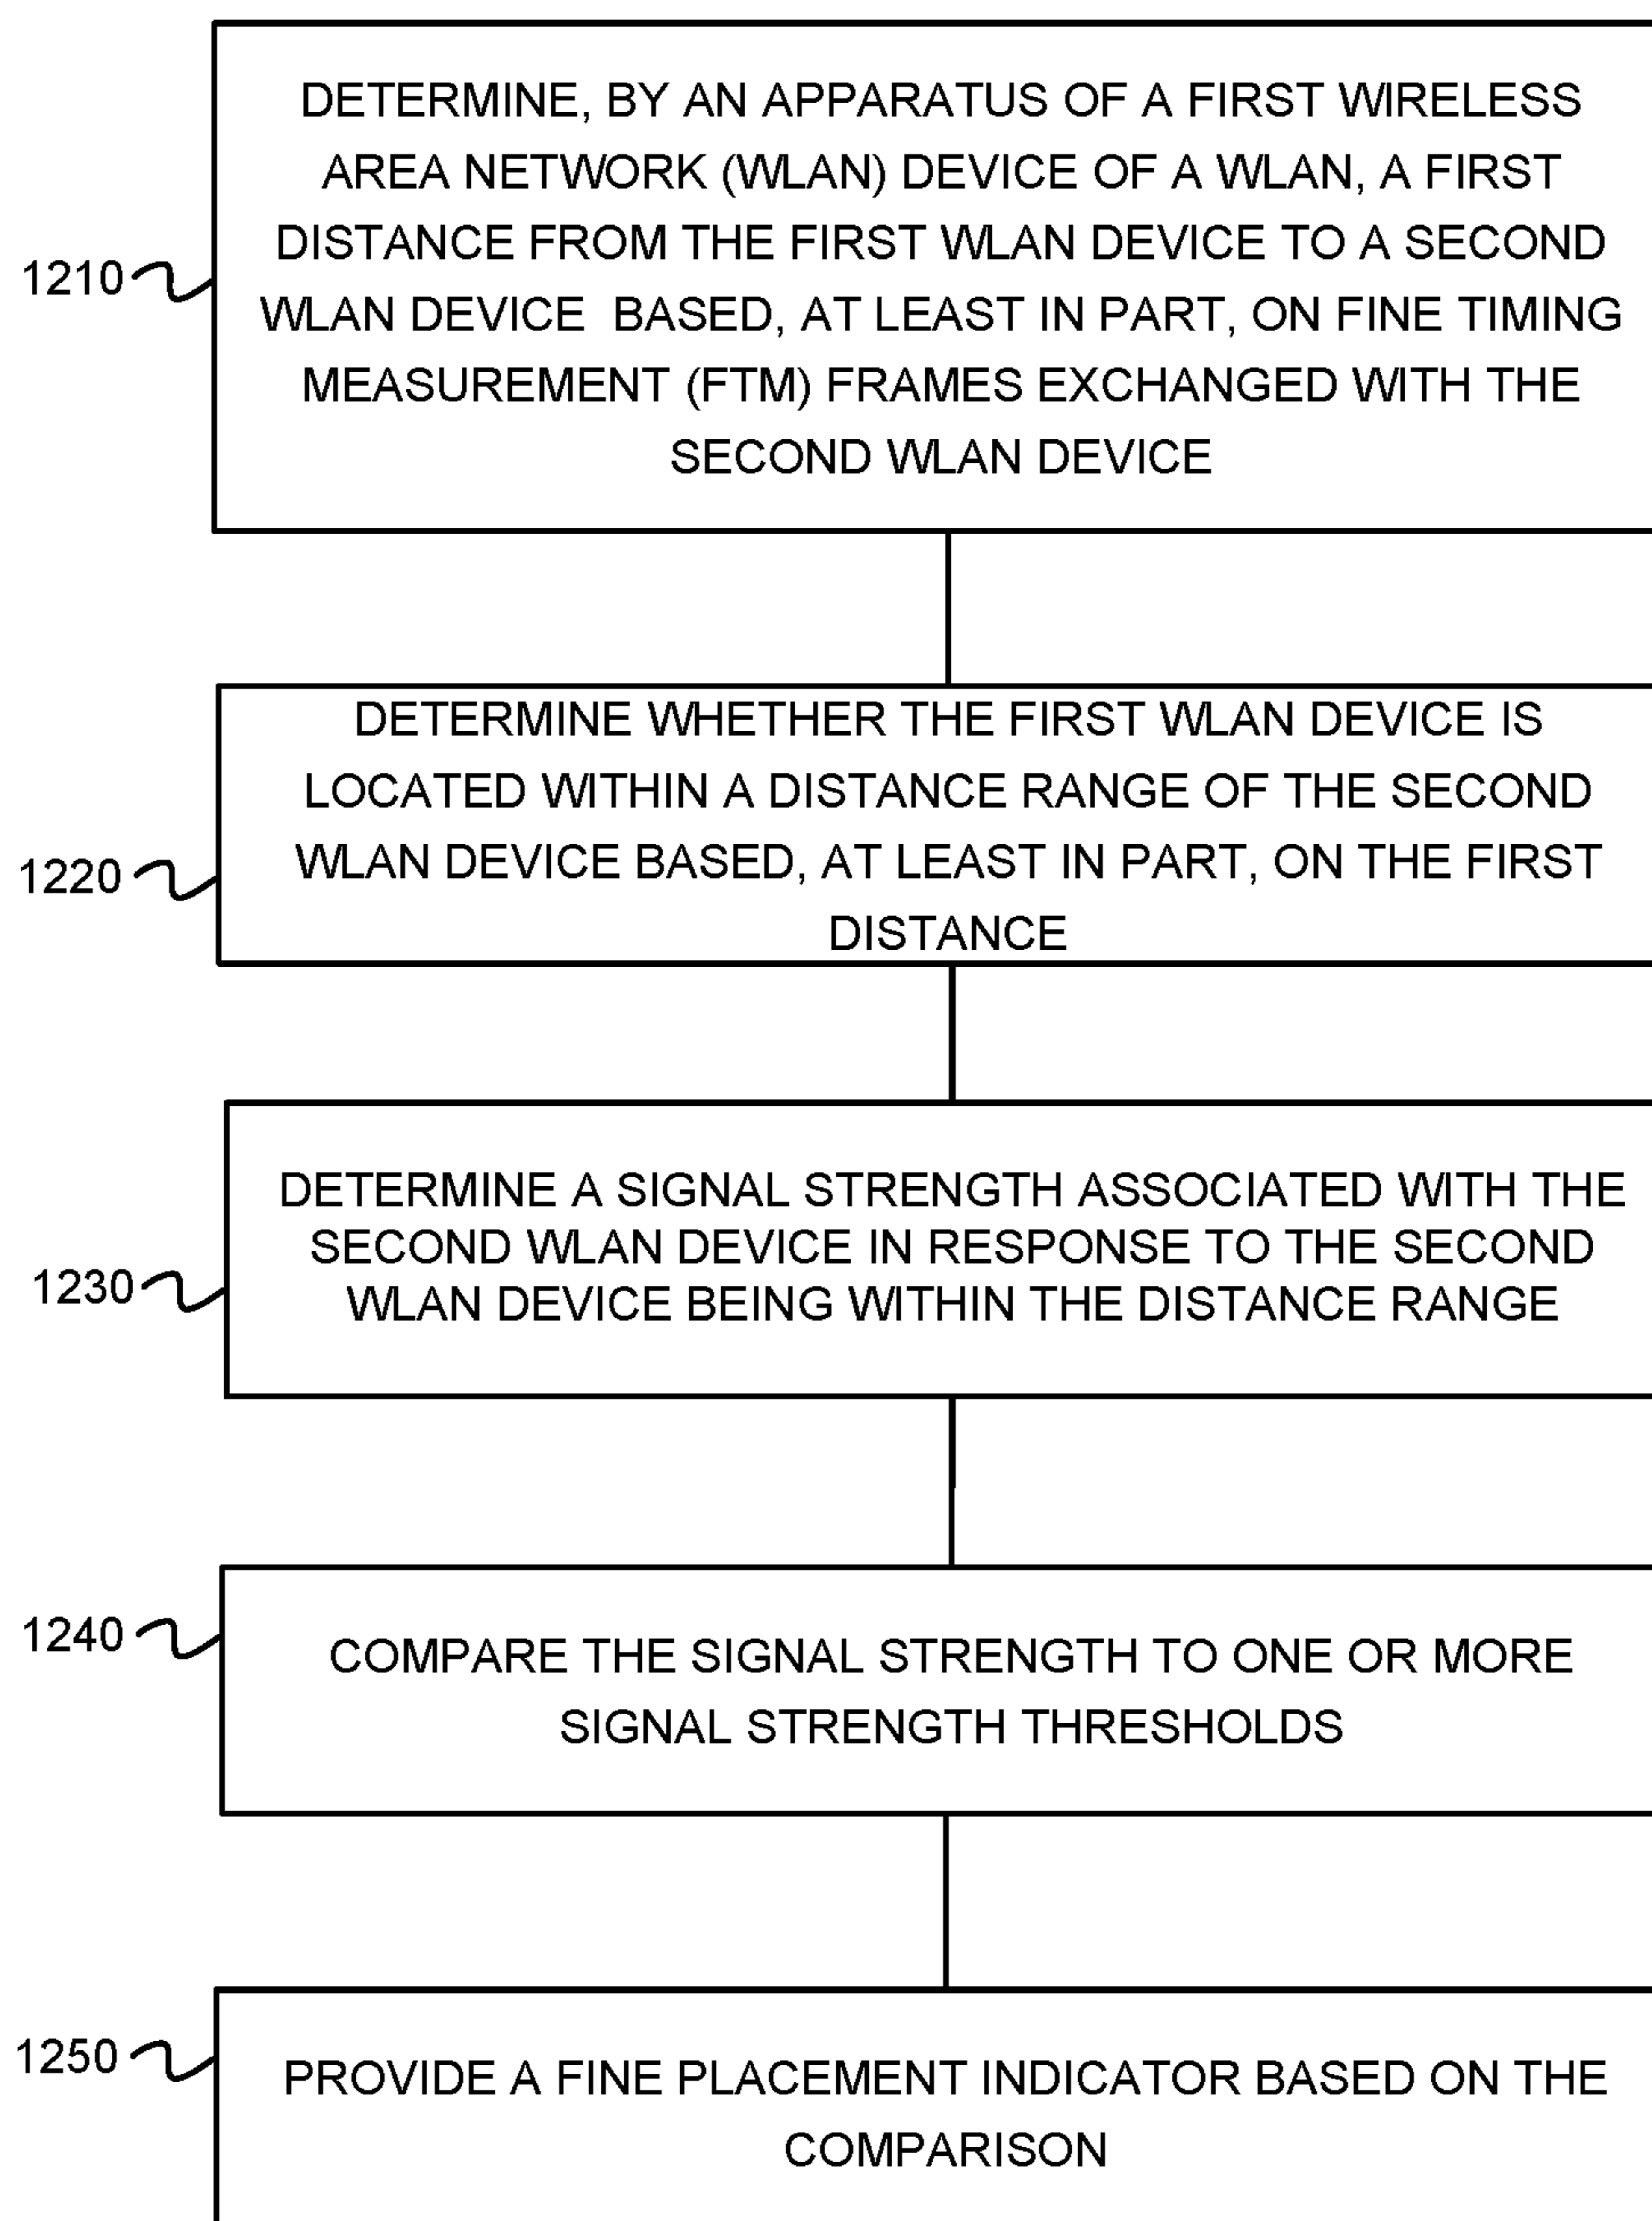 DETERMINE, BY AN APPARATUS OF A FIRST WIRELESS
AREA NETWORK (WLAN) DEVICE OF A WLAN, A FIRST
DISTANCE FROM THE FIRST WLAN DEVICE TO A SECOND
1210
WLAN DEVICE BASED, AT LEAST IN PART, ON FINE TIMING
MEASUREMENT (FTM) FRAMES EXCHANGED WITH THE
SECOND WLAN DEVICE
DETERMINE WHETHER THE FIRST WLAN DEVICE IS
LOCATED WITHIN A DISTANCE RANGE OF THE SECOND
1220
WLAN DEVICE BASED, AT LEAST IN PART, ON THE FIRST
DISTANCE
DETERMINE A SIGNAL STRENGTH ASSOCIATED WITH THE
SECOND WLAN DEVICE IN RESPONSE TO THE SECOND
1230
WLAN DEVICE BEING WITHIN THE DISTANCE RANGE
1240
COMPARE THE SIGNAL STRENGTH TO ONE OR MORE
SIGNAL STRENGTH THRESHOLDS
1250
PROVIDE A FINE PLACEMENT INDICATOR BASED ON THE
COMPARISON